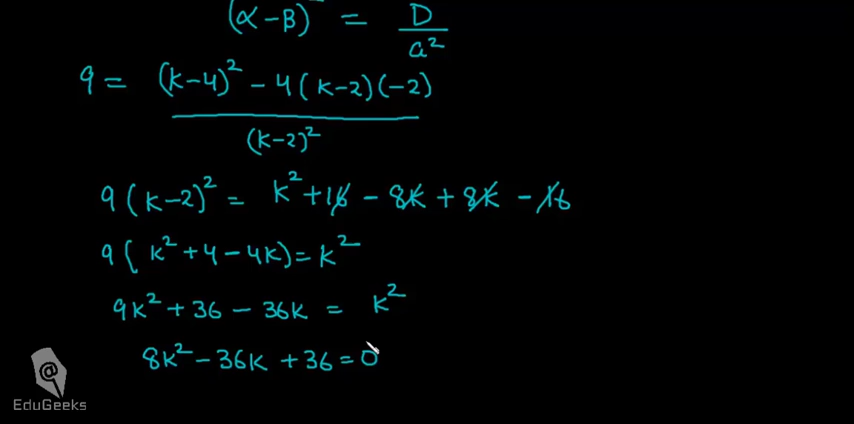 (α-β)² = D/a²
9 = ((k-4)² - 4(k-2)(-2))/(k-2)²
9(k-2)² = k² + 16 - 8k + 8k - 16
9(k² + 4 - 4k) = k²
9k² + 36 - 36k = k²
8k² - 36k + 36 = 0
@
EduGeeks